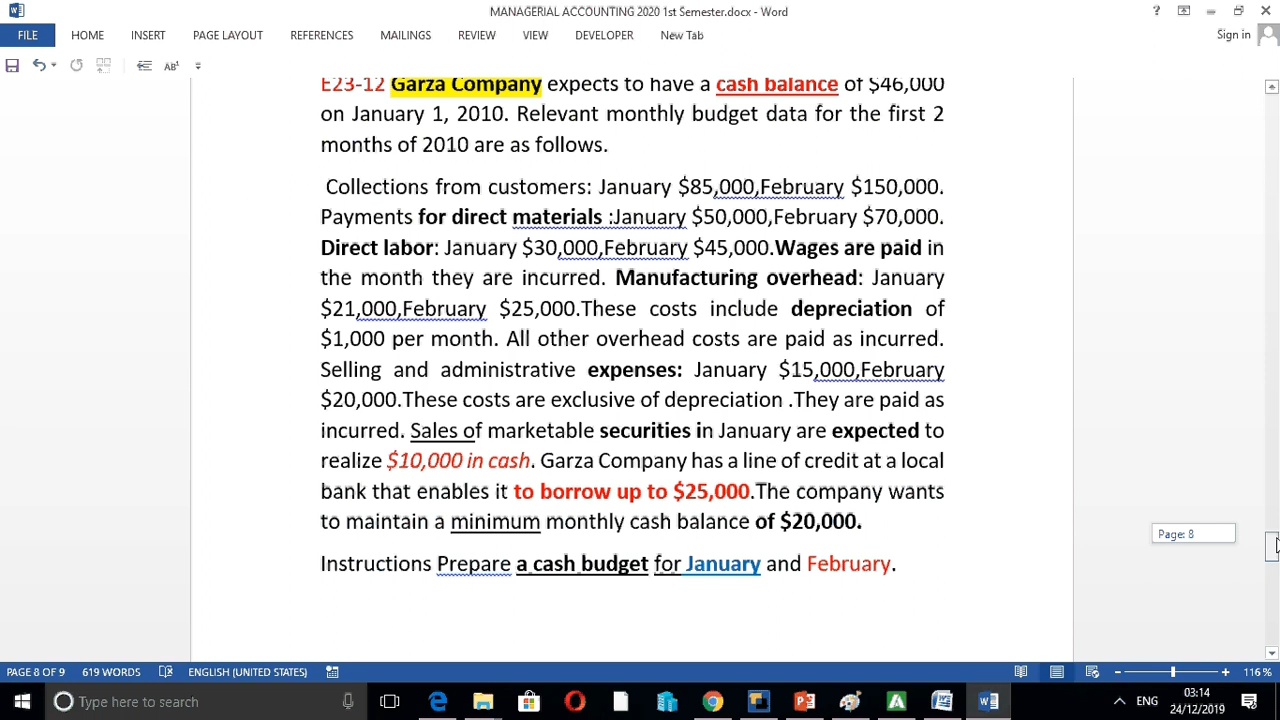 MANAGERIAL ACCOUNTING 2020 1st Semester.docx - Word
FILE HOME INSERT PAGE LAYOUT REFERENCES MAILINGS REVIEW VIEW DEVELOPER New Tab Sign in
E23-12 Garza Company expects to have a cash balance of $46,000
on January 1, 2010. Relevant monthly budget data for the first 2
months of 2010 are as follows.
Collections from customers: January $85,000,February $150,000.
Payments for direct materials :January $50,000,February $70,000.
Direct labor: January $30,000,February $45,000.Wages are paid in
the month they are incurred. Manufacturing overhead: January
$21,000,February $25,000.These costs include depreciation of
$1,000 per month. All other overhead costs are paid as incurred.
Selling and administrative expenses: January $15,000,February
$20,000.These costs are exclusive of depreciation .They are paid as
incurred. Sales of marketable securities in January are expected to
realize $10,000 in cash. Garza Company has a line of credit at a local
bank that enables it to borrow up to $25,000.The company wants
to maintain a minimum monthly cash balance of $20,000.
Page: 8
Instructions Prepare a cash budget for January and February.
PAGE 8 OF 9 619 WORDS ENGLISH (UNITED STATES) 116 %
Type here to search ENG 03:14
24/12/2019